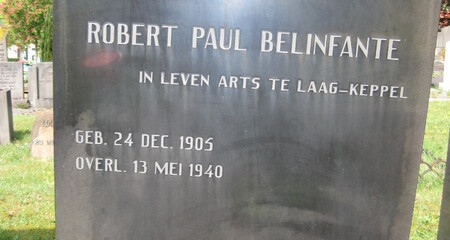 ROBERT PAUL BELINFANTE
IN LEVEN ARTS TE LAAG-KEPPEL
GEB. 24 DEC. 1905
OVERL. 13 MEI 1940